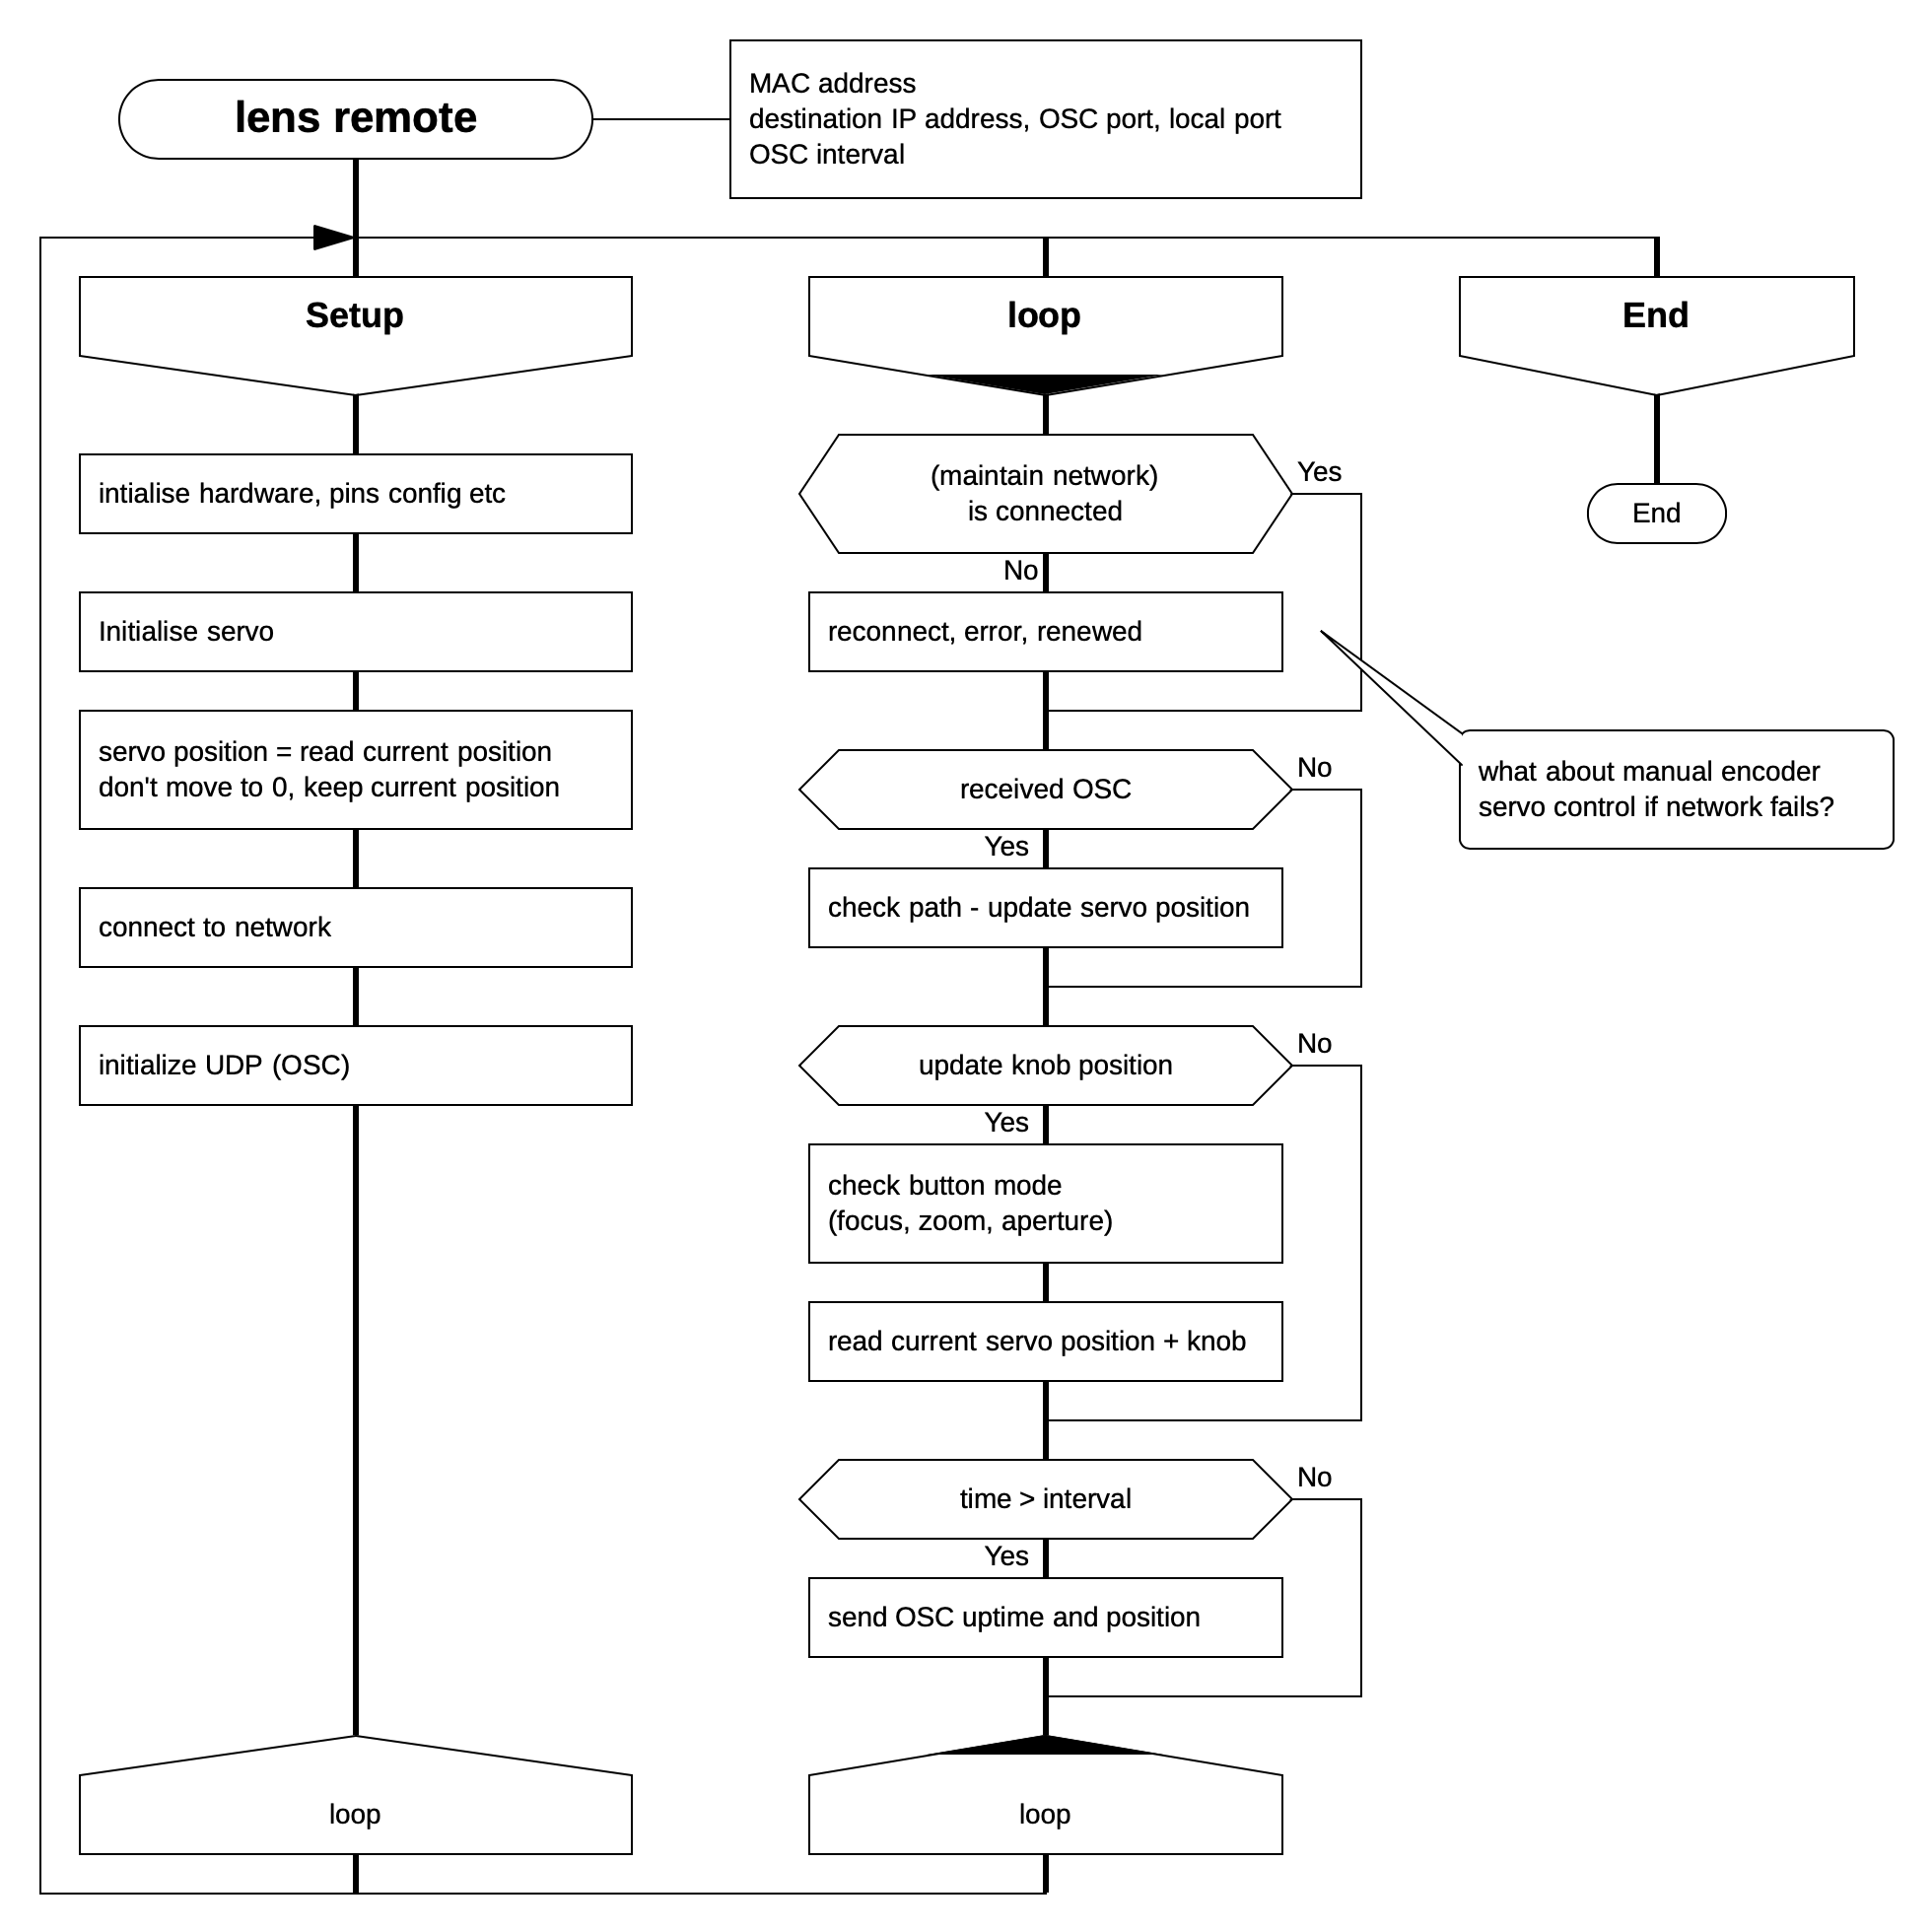 lens remote
MAC address
destination IP address, OSC port, local port
OSC interval
Setup
intialise hardware, pins config etc
Initialise servo
servo position = read current position
don't move to 0, keep current position
connect to network
initialize UDP (OSC)
loop
loop
(maintain network)
is connected
Yes
No
reconnect, error, renewed
received OSC
No
Yes
check path - update servo position
update knob position
No
Yes
check button mode
(focus, zoom, aperture)
read current servo position + knob
time > interval
No
Yes
send OSC uptime and position
loop
End
End
what about manual encoder
servo control if network fails?